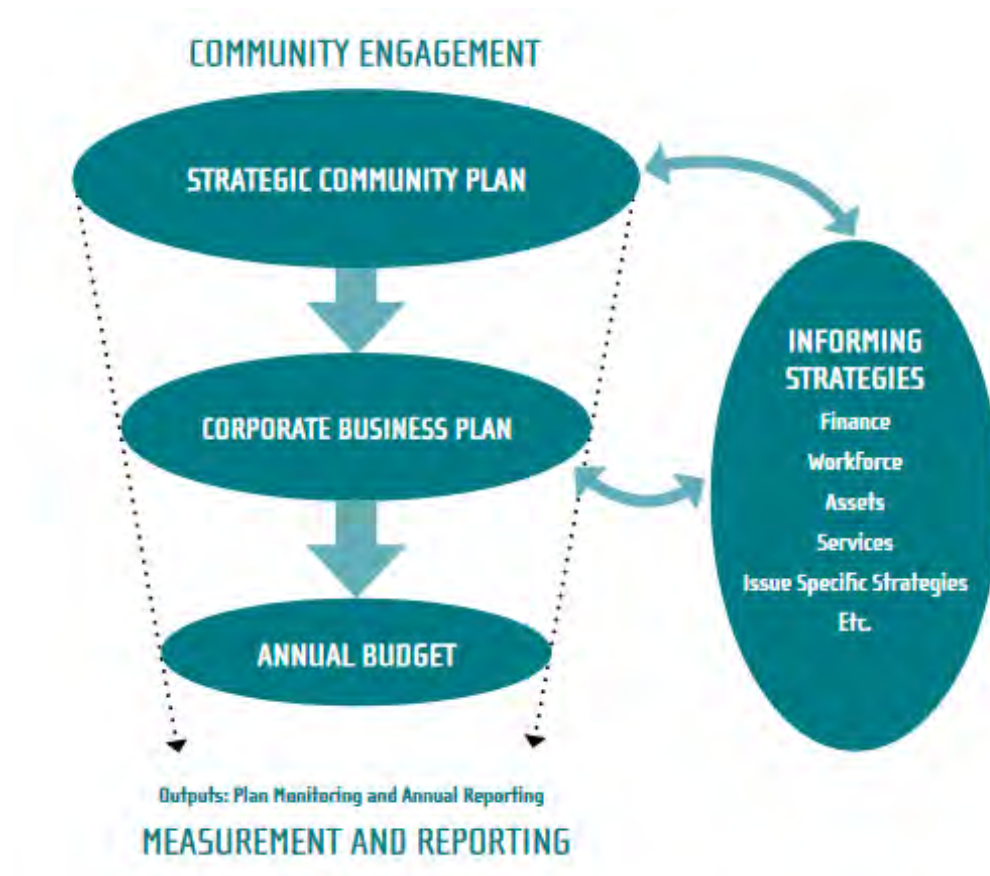 COMMUNITY ENGAGEMENT
STRATEGIC COMMUNITY PLAN
CORPORATE BUSINESS PLAN
ANNUAL BUDGET
INFORMING
STRATEGIES
Finance
Workforce
Assets
Services
Issue Specific Strategies
Etc.
Outputs: Plan Monitoring and Annual Reporting
MEASUREMENT AND REPORTING